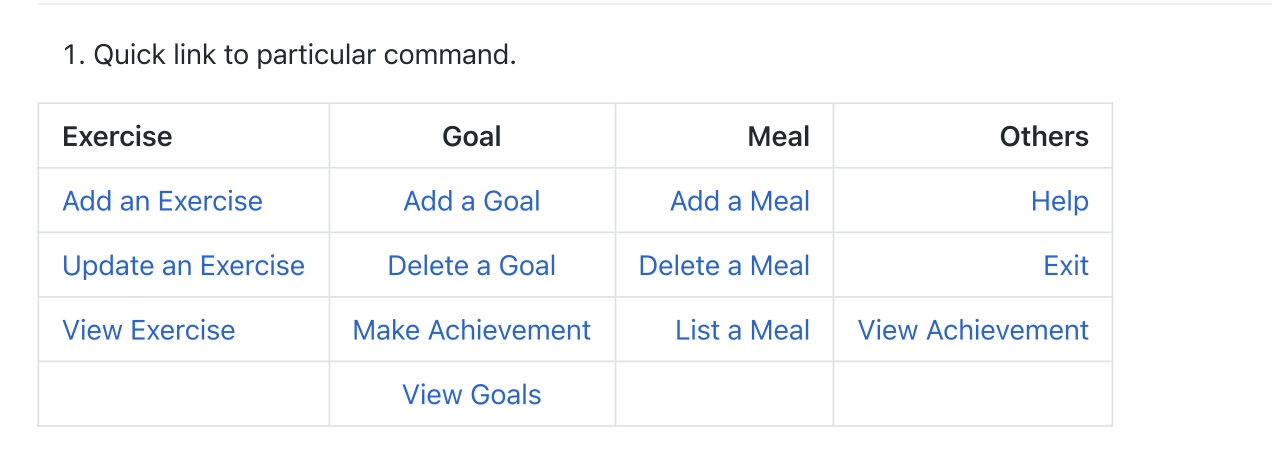 1. Quick link to particular command.
Exercise Goal Meal Others
Add an Exercise Add a Goal Add a Meal Help
Update an Exercise Delete a Goal Delete a Meal Exit
View Exercise Make Achievement List a Meal View Achievement
View Goals